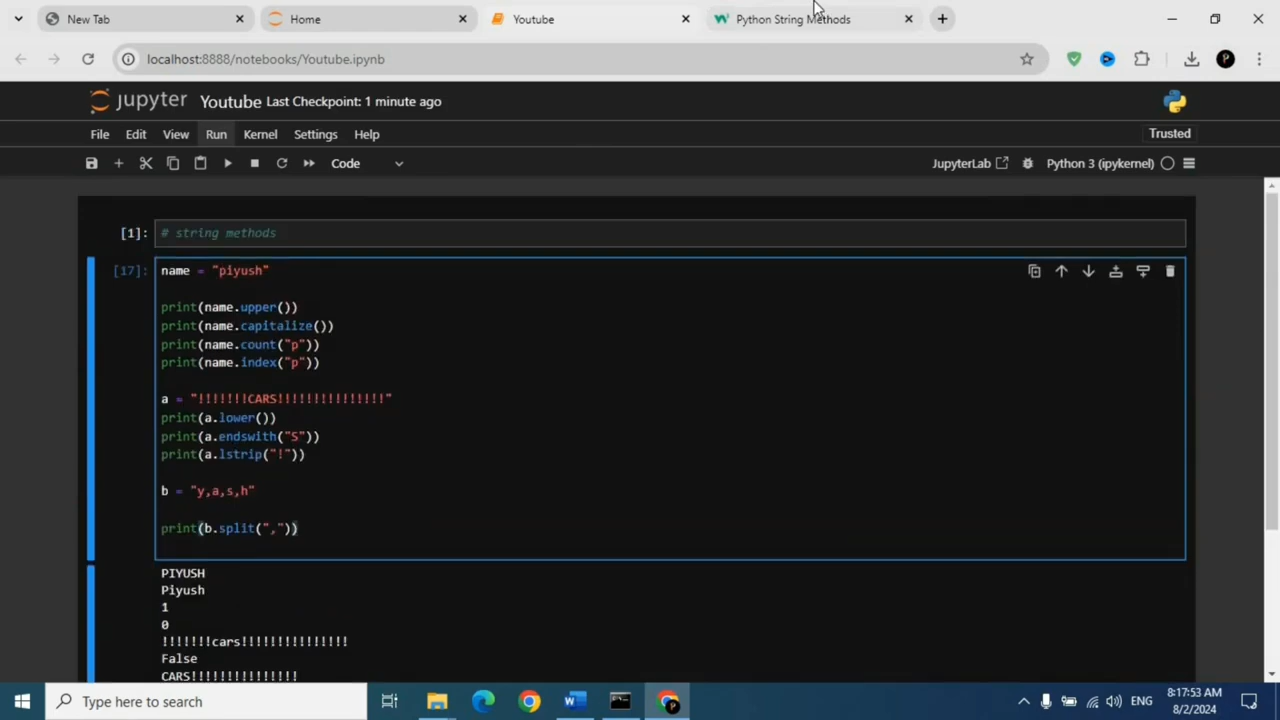 New Tab
Home
Youtube
Python String Methods
localhost:8888/notebooks/Youtube.ipynb
P
jupyter Youtube Last Checkpoint: 1 minute ago
File Edit View Run Kernel Settings Help
Trusted
Code
JupyterLab
Python 3 (ipykernel)
[1]: # string methods
[17]: name = "piyush"
print(name.upper())
print(name.capitalize())
print(name.count("p"))
print(name.index("p"))
a = "!!!!!!!CARS!!!!!!!!!!!!!!!"
print(a.lower())
print(a.endswith("S"))
print(a.lstrip("!"))
b = "y,a,s,h"
print(b.split(","))
PIYUSH
Piyush
1
0
!!!!!!!cars!!!!!!!!!!!!!!!
False
CARS!!!!!!!!!!!!!!!
Type here to search
ENG
8:17:53 AM
8/2/2024